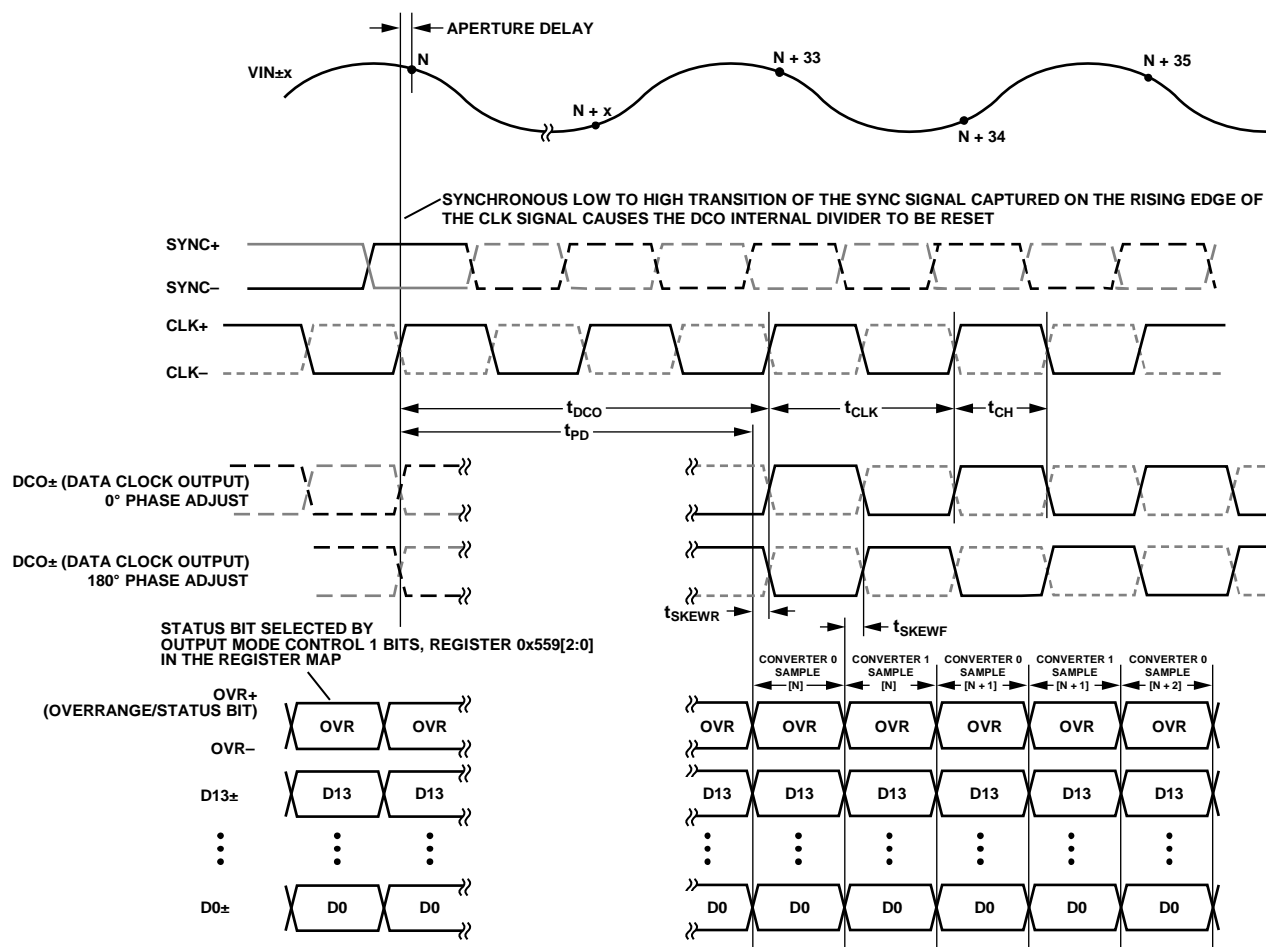 APERTURE DELAY
VIN±x
N
N + x
N + 33
N + 34
N + 35
SYNCHRONOUS LOW TO HIGH TRANSITION OF THE SYNC SIGNAL CAPTURED ON THE RISING EDGE OF
THE CLK SIGNAL CAUSES THE DCO INTERNAL DIVIDER TO BE RESET
SYNC+
SYNC–
CLK+
CLK–
tDCO
tCLK
tCH
tPD
DCO± (DATA CLOCK OUTPUT)
0° PHASE ADJUST
DCO± (DATA CLOCK OUTPUT)
180° PHASE ADJUST
tSKEWR
tSKEWF
STATUS BIT SELECTED BY
OUTPUT MODE CONTROL 1 BITS, REGISTER 0x559[2:0]
IN THE REGISTER MAP
CONVERTER 0
SAMPLE
[N]
CONVERTER 1
SAMPLE
[N]
CONVERTER 0
SAMPLE
[N + 1]
CONVERTER 1
SAMPLE
[N + 1]
CONVERTER 0
SAMPLE
[N + 2]
OVR+
(OVERRANGE/STATUS BIT)
OVR–
OVR OVR OVR OVR OVR OVR OVR OVR
D13± D13 D13 D13 D13 D13 D13 D13 D13
D0± D0 D0 D0 D0 D0 D0 D0 D0